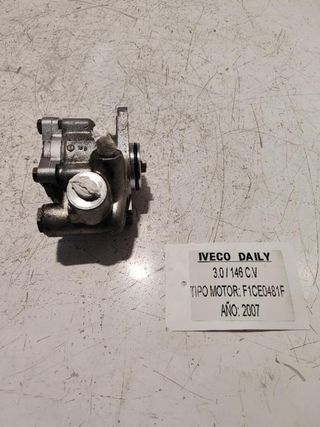 IVECO DAILY
3.0 / 146 C.V
TIPO MOTOR: F1CE0481F
AÑO: 2007